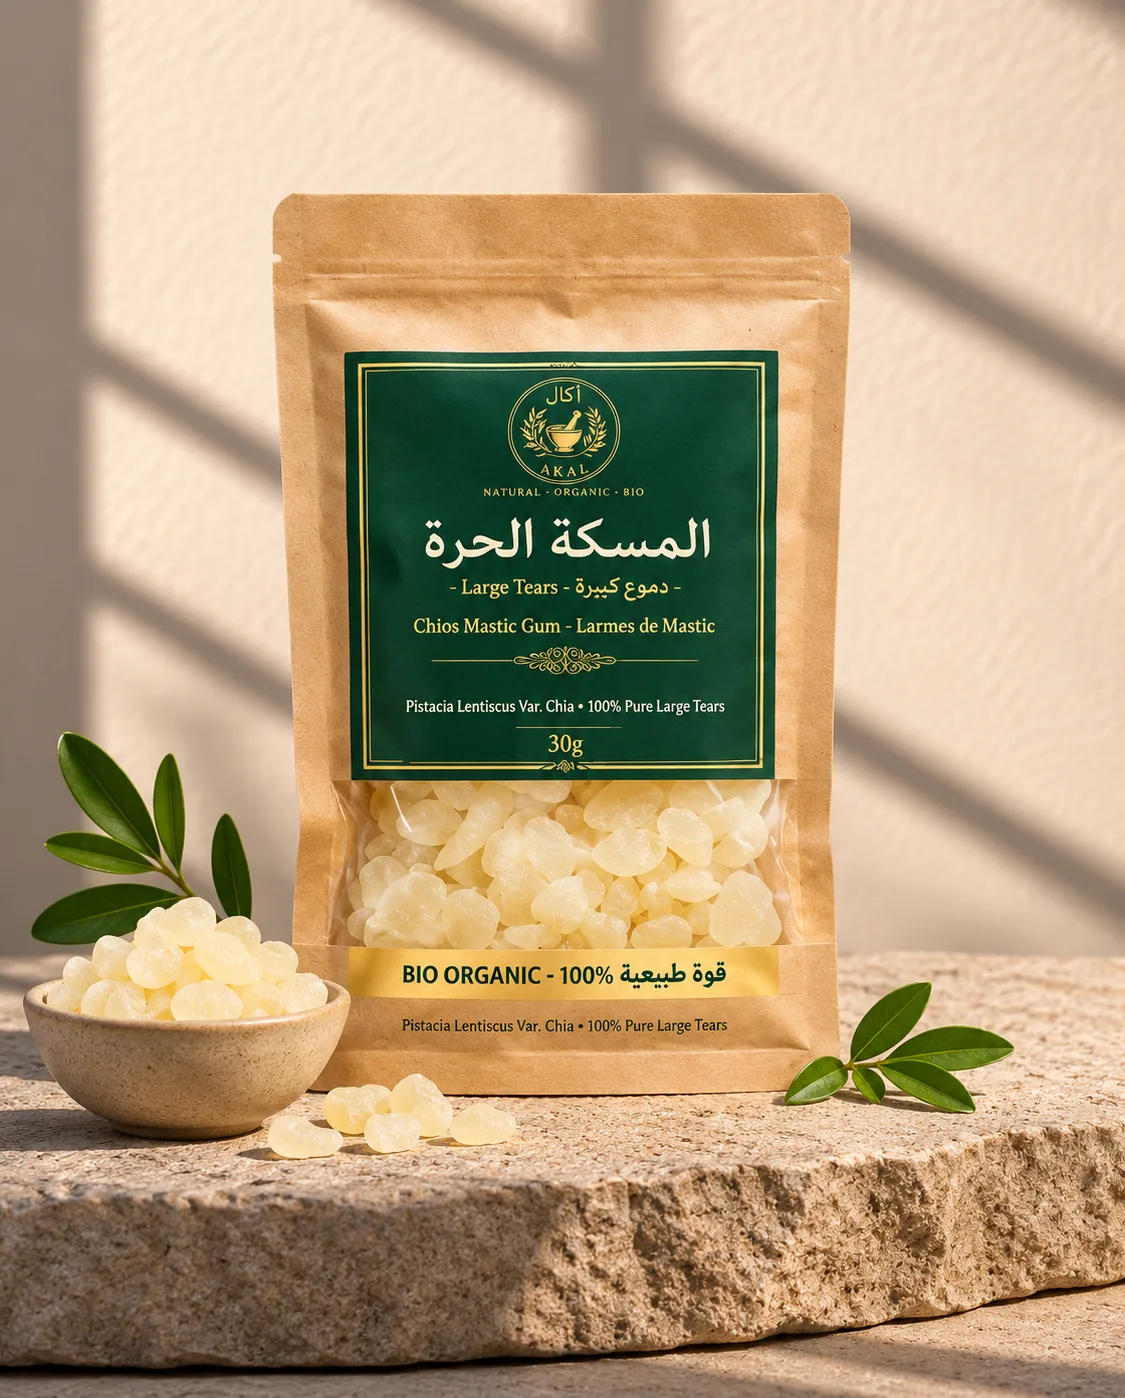 أكال
AKAL
NATURAL - ORGANIC - BIO
المسكة الحرة
- Large Tears - دموع كبيرة -
Chios Mastic Gum - Larmes de Mastic
Pistacia Lentiscus Var. Chia • 100% Pure Large Tears
30g
BIO ORGANIC - 100% قوة طبيعية
Pistacia Lentiscus Var. Chia • 100% Pure Large Tears